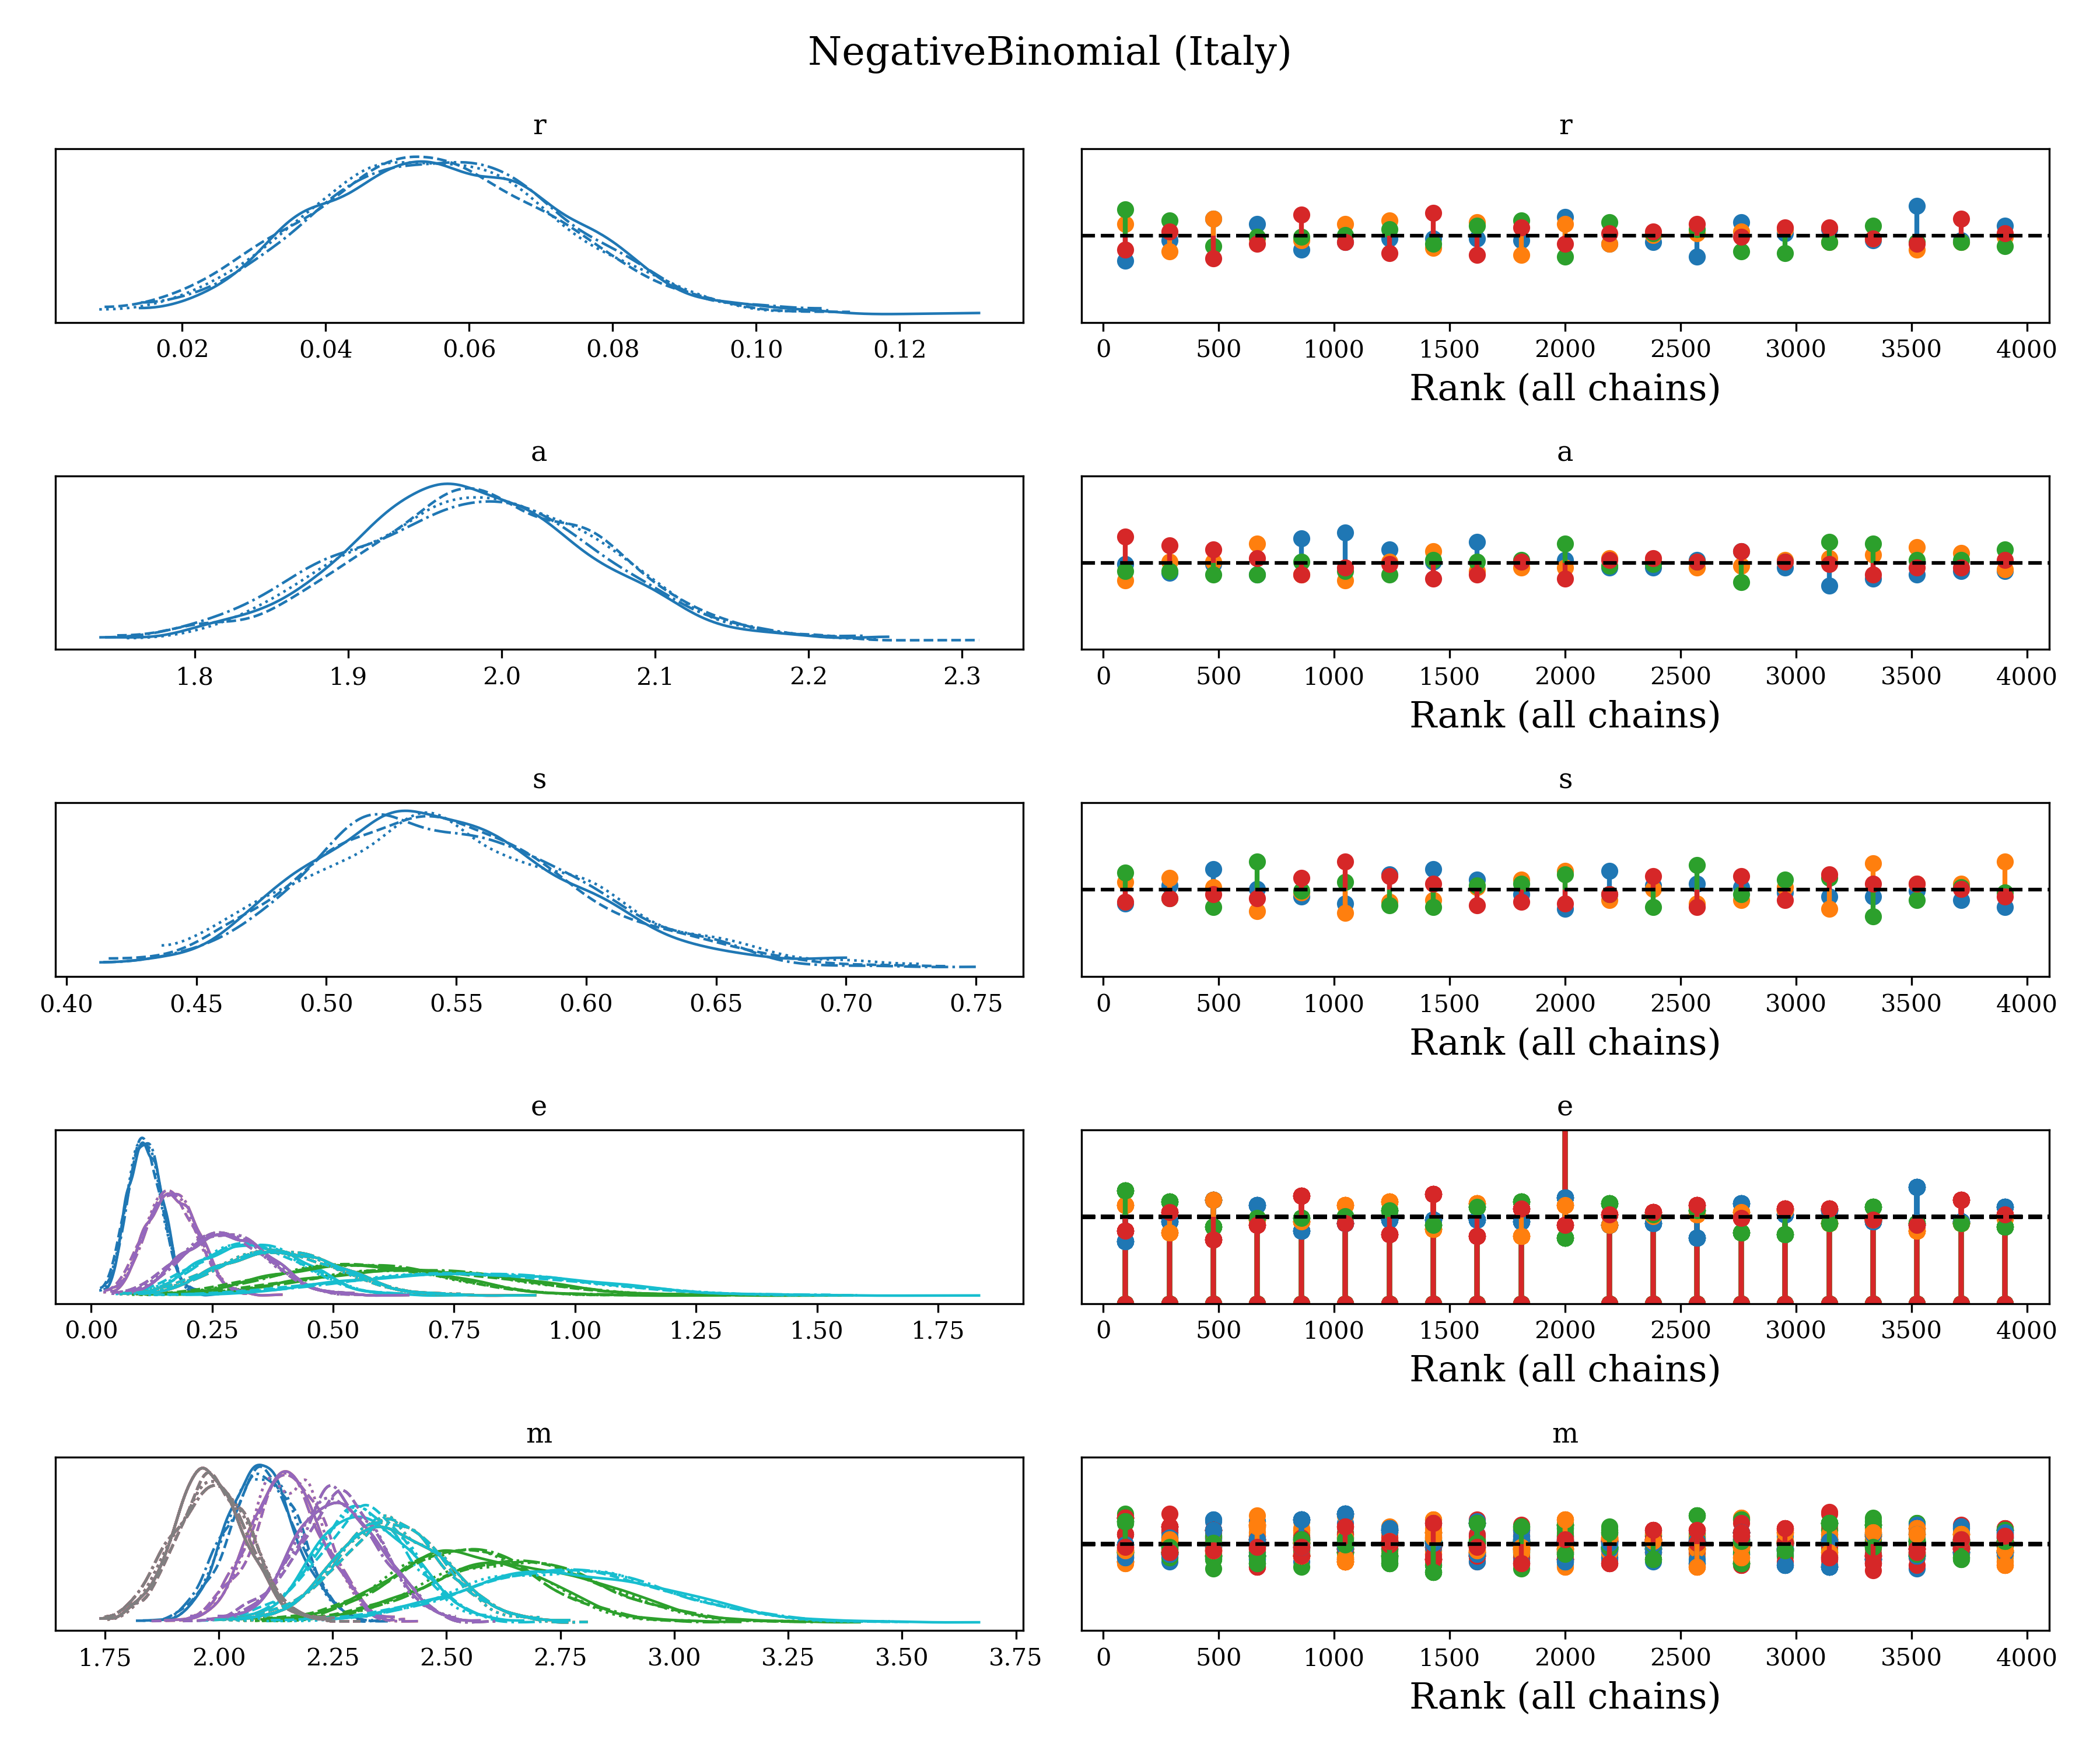 NegativeBinomial (Italy)
r
r
0.02 0.04 0.06 0.08 0.10 0.12
0 500 1000 1500 2000 2500 3000 3500 4000
Rank (all chains)
a
a
1.8 1.9 2.0 2.1 2.2 2.3
0 500 1000 1500 2000 2500 3000 3500 4000
Rank (all chains)
s
s
0.40 0.45 0.50 0.55 0.60 0.65 0.70 0.75
0 500 1000 1500 2000 2500 3000 3500 4000
Rank (all chains)
e
e
0.00 0.25 0.50 0.75 1.00 1.25 1.50 1.75
0 500 1000 1500 2000 2500 3000 3500 4000
Rank (all chains)
m
m
1.75 2.00 2.25 2.50 2.75 3.00 3.25 3.50 3.75
0 500 1000 1500 2000 2500 3000 3500 4000
Rank (all chains)